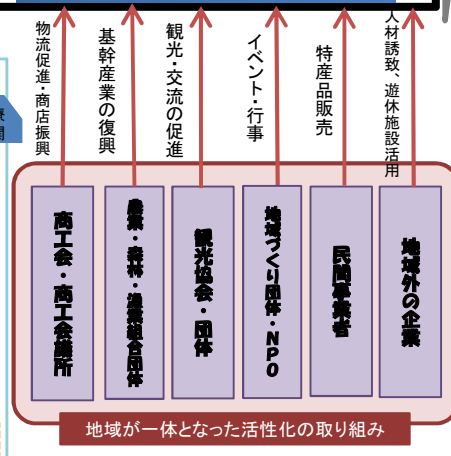 物流促進・商店振興
基幹産業の復興
観光・交流の促進
イベント・行事
特産品販売
人材誘致、遊休施設活用
商工会・商工会議所
農業・森林・漁業組合団体
観光協会・団体
地域づくり団体・NPO
民間事業者
地域外の企業
地域が一体となった活性化の取り組み